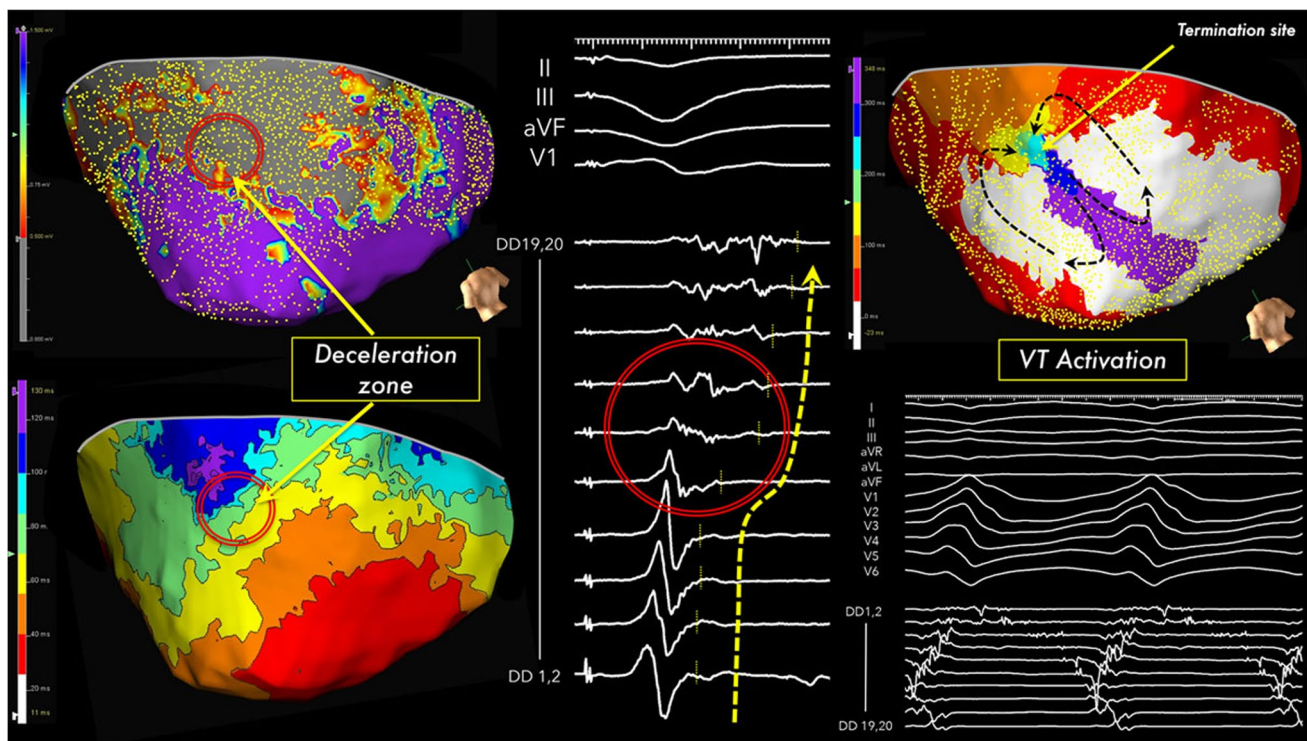 1.500 mV
0.500
Deceleration
zone
130 ms
120 ms
100 r
80 m.
60 ms
40 ms
20 ms
11 ms
II
III
aVF
V1
DD19,20
DD 1,2
Termination site
348 ms
300 ms
200 ms
100 ms
0 ms
-23 ms
VT Activation
I
II
III
aVR
aVL
aVF
V1
V2
V3
V4
V5
V6
DD1,2
DD 19,20